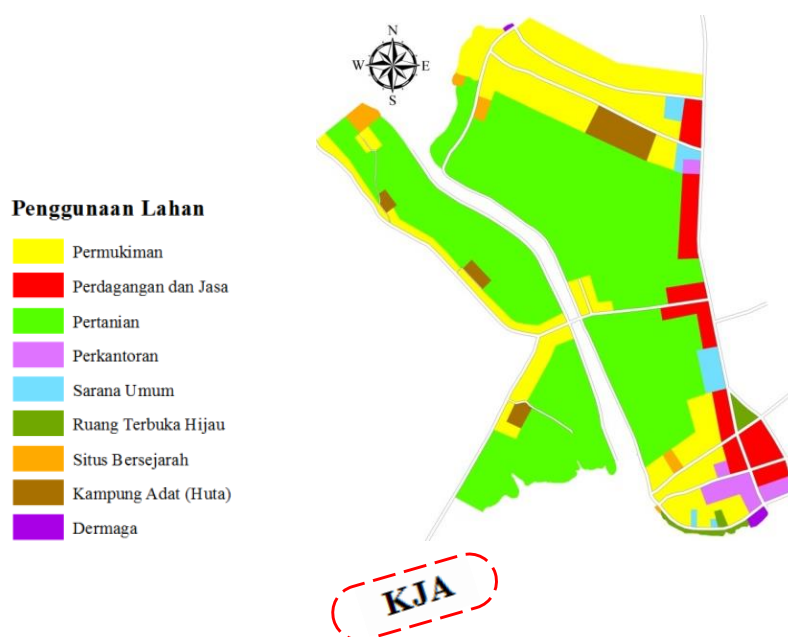 N
W E
S
Penggunaan Lahan
Permukiman
Perdagangan dan Jasa
Pertanian
Perkantoran
Sarana Umum
Ruang Terbuka Hijau
Situs Bersejarah
Kampung Adat (Huta)
Dermaga
KJA